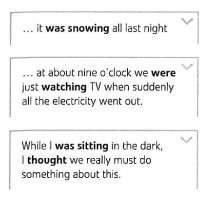 ... it was snowing all last night
... at about nine o'clock we were
just watching TV when suddenly
all the electricity went out.
While I was sitting in the dark,
I thought we really must do
something about this.